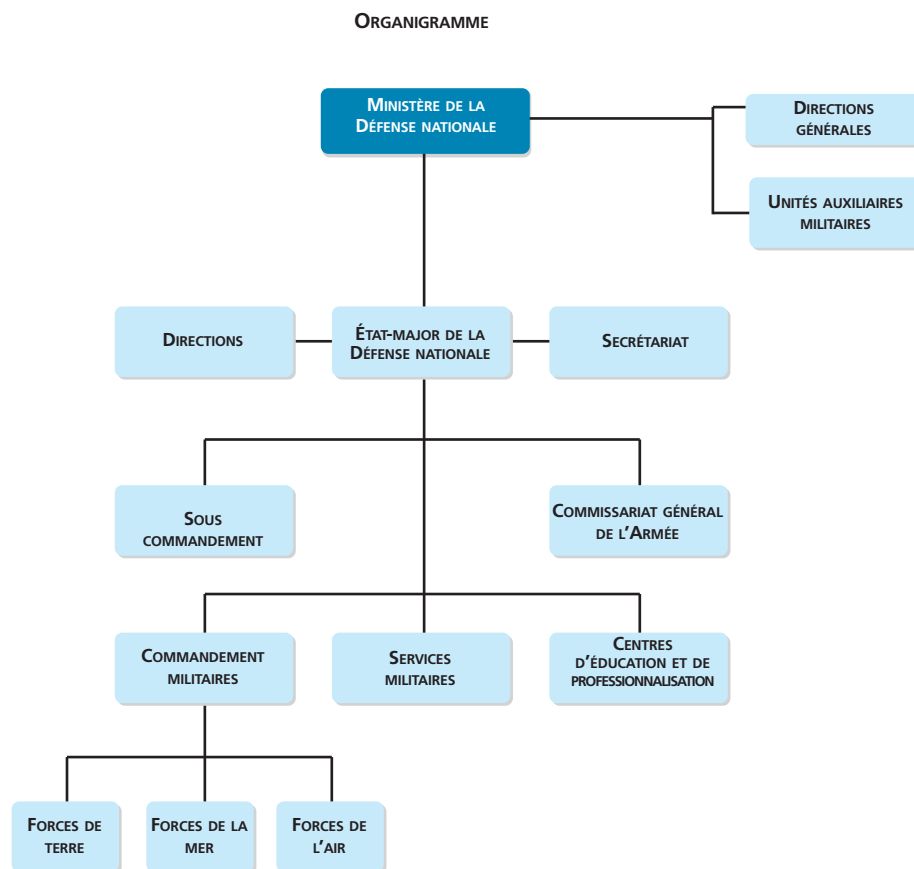 ORGANIGRAMME
MINISTÈRE DE LA
DÉFENSE NATIONALE
DIRECTIONS
GÉNÉRALES
UNITÉS AUXILIAIRES
MILITAIRES
DIRECTIONS
ÉTAT-MAJOR DE LA
DÉFENSE NATIONALE
SECRÉTARIAT
SOUS
COMMANDEMENT
COMMISSARIAT GÉNÉRAL
DE L'ARMÉE
COMMANDEMENT
MILITAIRES
SERVICES
MILITAIRES
CENTRES
D'ÉDUCATION ET DE
PROFESSIONNALISATION
FORCES DE
TERRE
FORCES DE LA
MER
FORCES DE
L'AIR